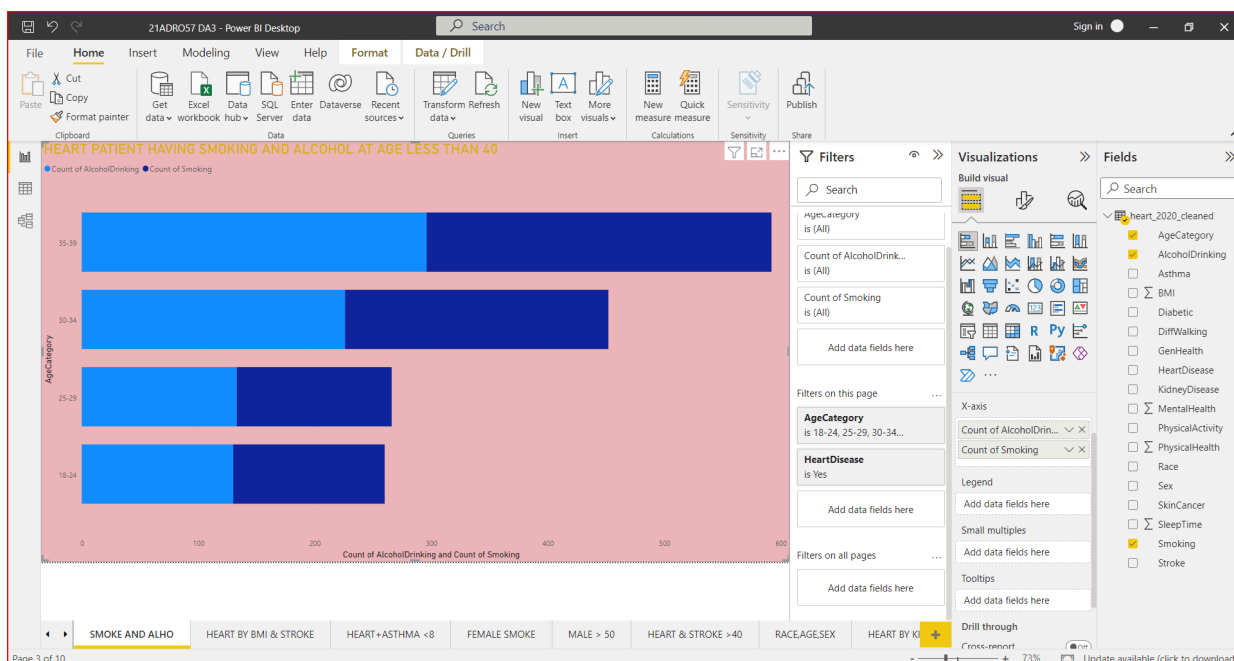 21ADRO57 DA3 - Power BI Desktop
Search
Sign in
File
Home
Insert
Modeling
View
Help
Format
Data / Drill
Paste
Cut
Copy
Format painter
Clipboard
Get
data
Excel
workbook
Data
hub
SQL
Server
Enter
data
Dataverse
Recent
sources
Data
Transform
data
Refresh
Queries
New
visual
Text
box
More
visuals
Insert
New
measure
Quick
measure
Calculations
Sensitivity
Sensitivity
Publish
Share
HEART PATIENT HAVING SMOKING AND ALCOHOL AT AGE LESS THAN 40
Count of AlcoholDrinking
Count of Smoking
AgeCategory
35-39
30-34
25-29
18-24
0
100
200
300
400
500
600
Count of AlcoholDrinking and Count of Smoking
Filters
Search
AgeCategory
is (All)
Count of AlcoholDrink...
is (All)
Count of Smoking
is (All)
Add data fields here
Filters on this page
...
AgeCategory
is 18-24, 25-29, 30-34...
HeartDisease
is Yes
Add data fields here
Filters on all pages
...
Add data fields here
Visualizations
Build visual
123
R
Py
...
X-axis
Count of AlcoholDrin...
Count of Smoking
Legend
Add data fields here
Small multiples
Add data fields here
Tooltips
Add data fields here
Drill through
Cross-report
Off
Fields
Search
heart_2020_cleaned
AgeCategory
AlcoholDrinking
Asthma
∑ BMI
Diabetic
DiffWalking
GenHealth
HeartDisease
KidneyDisease
∑ MentalHealth
PhysicalActivity
∑ PhysicalHealth
Race
Sex
SkinCancer
∑ SleepTime
Smoking
Stroke
SMOKE AND ALHO
HEART BY BMI & STROKE
HEART+ASTHMA <8
FEMALE SMOKE
MALE > 50
HEART & STROKE >40
RACE,AGE,SEX
HEART BY KI
+
Page 3 of 10
- + 73%
Update available (click to download